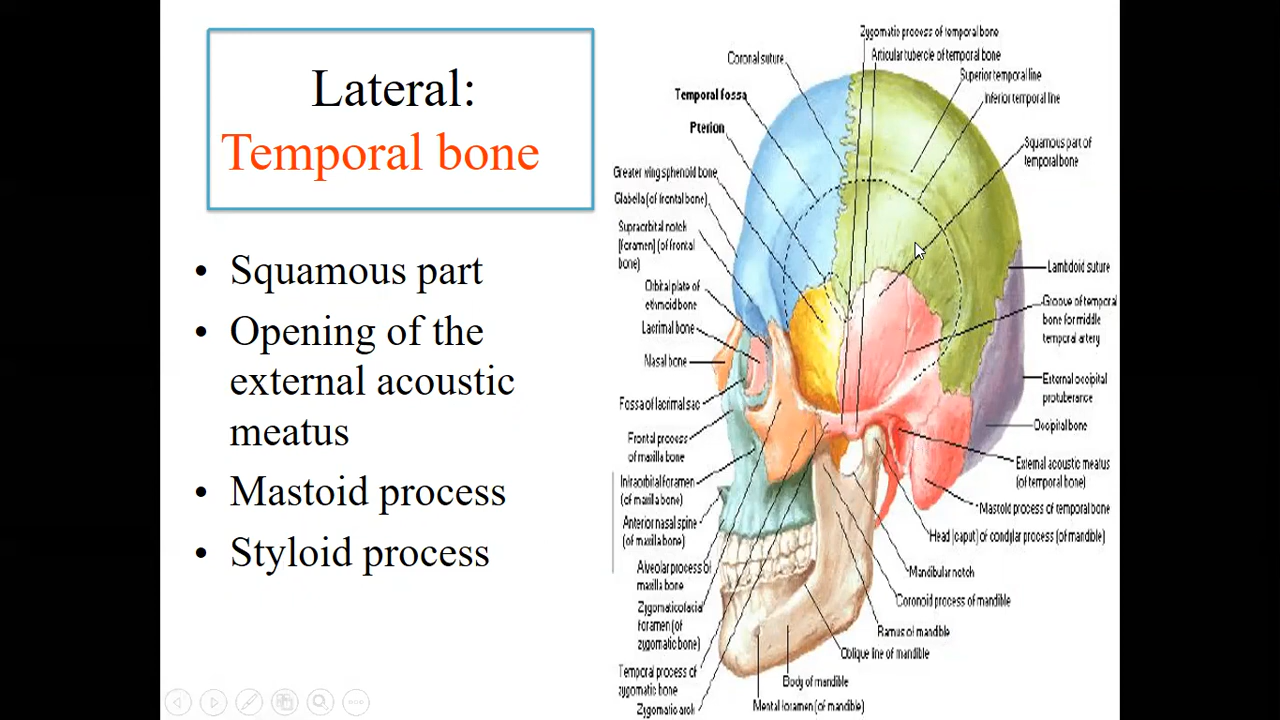 Lateral:
Temporal bone
• Squamous part
• Opening of the
external acoustic
meatus
• Mastoid process
• Styloid process
Zygomatic process of temporal bone
Articular tubercle of temporal bone
Coronal suture
Superior temporal line
Temporal fossa
Inferior temporal line
Pterion
Squamous part of
temporal bone
Greater wing sphenoid bone
Glabella (of frontal bone)
Supraorbital notch
[foramen] (of frontal
bone)
Lambdoid suture
Orbital plate of
ethmoid bone
Groove of temporal
bone for middle
temporal artery
Lacrimal bone
Nasal bone
External occipital
protuberance
Fossa of lacrimal sac
Occipital bone
Frontal process
of maxilla bone
External acoustic meatus
(of temporal bone)
Infraorbital foramen
(of maxilla bone)
Mastoid process of temporal bone
Anterior nasal spine
(of maxilla bone)
Head (caput) of condylar process (of mandible)
Alveolar process of
maxilla bone
Mandibular notch
Zygomaticofacial
foramen (of
zygomatic bone)
Coronoid process of mandible
Ramus of mandible
Oblique line of mandible
Temporal process of
zygomatic bone
Body of mandible
Zygomatic arch
Mental foramen (of mandible)